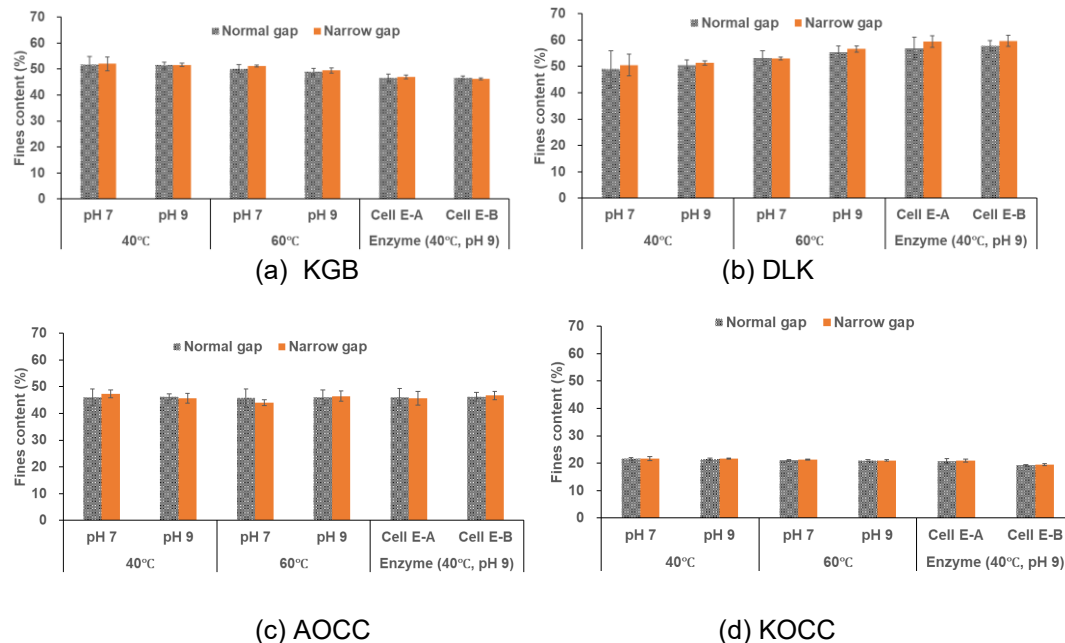 Normal gap Narrow gap
Fines content (%)
70
60
50
40
30
20
10
0
pH 7 pH 9 pH 7 pH 9 Cell E-A Cell E-B
40℃ 60℃ Enzyme (40℃, pH 9)
(a) KGB
Normal gap Narrow gap
Fines content (%)
70
60
50
40
30
20
10
0
pH 7 pH 9 pH 7 pH 9 Cell E-A Cell E-B
40℃ 60℃ Enzyme (40℃, pH 9)
(b) DLK
Normal gap Narrow gap
Fines content (%)
70
60
50
40
30
20
10
0
pH 7 pH 9 pH 7 pH 9 Cell E-A Cell E-B
40℃ 60℃ Enzyme (40℃, pH 9)
(c) AOCC
Normal gap Narrow gap
Fines content (%)
70
60
50
40
30
20
10
0
pH 7 pH 9 pH 7 pH 9 Cell E-A Cell E-B
40℃ 60℃ Enzyme (40℃, pH 9)
(d) KOCC